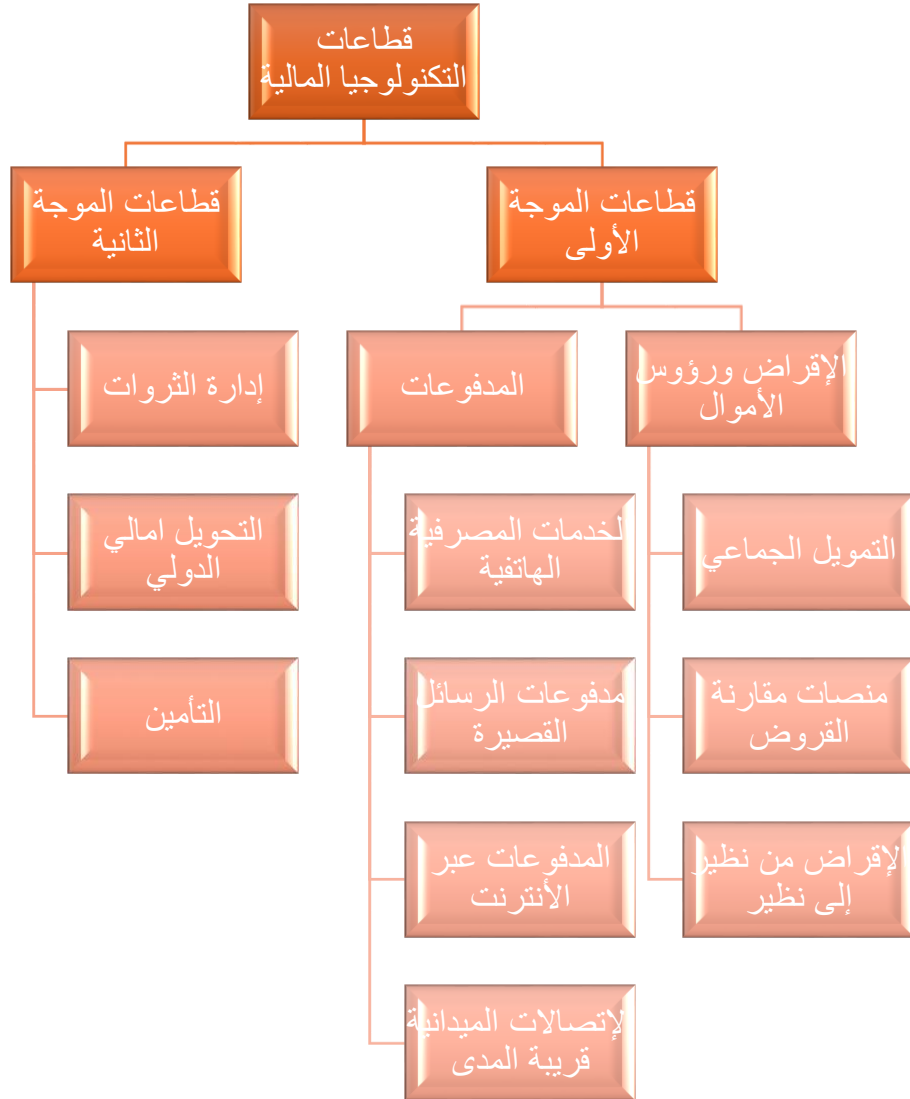 قطاعات
التكنولوجيا المالية
قطاعات الموجة
الأولى
قطاعات الموجة
الثانية
الإقراض ورؤوس
الأموال
المدفوعات
إدارة الثروات
التمويل الجماعي
لخدمات المصرفية
الهاتفية
التحويل امالي
الدولي
منصات مقارنة
القروض
مدفوعات الرسائل
القصيرة
التأمين
لإقراض من نظير
إلى نظير
المدفوعات عبر
الأنترنت
لإتصالات الميدانية
قريبة المدى